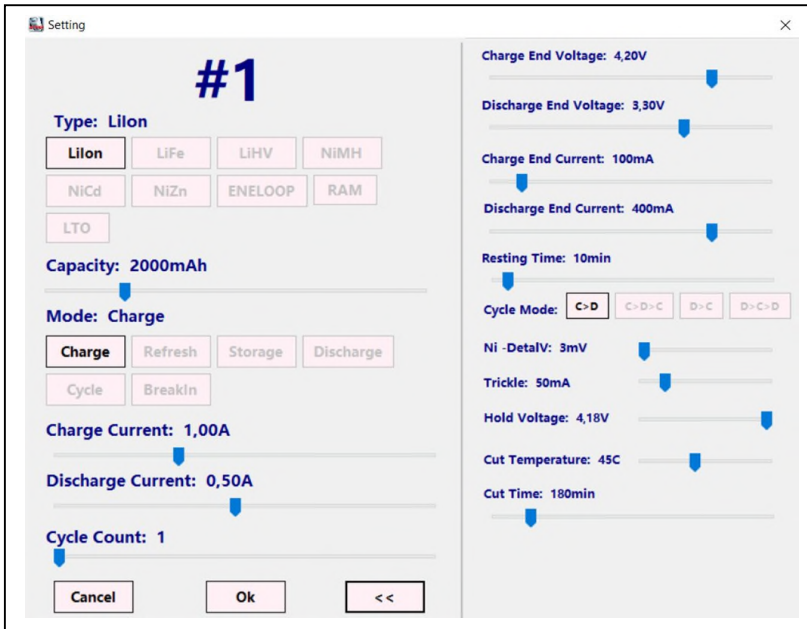 Setting
#1
Type: LiIon
LiIon LiFe LiHV NiMH
NiCd NiZn ENELOOP RAM
LTO
Capacity: 2000mAh
Mode: Charge
Charge Refresh Storage Discharge
Cycle BreakIn
Charge Current: 1,00A
Discharge Current: 0,50A
Cycle Count: 1
Cancel Ok <<
Charge End Voltage: 4,20V
Discharge End Voltage: 3,30V
Charge End Current: 100mA
Discharge End Current: 400mA
Resting Time: 10min
Cycle Mode: C>D C>D>C D>C D>C>D
Ni -DetalV: 3mV
Trickle: 50mA
Hold Voltage: 4,18V
Cut Temperature: 45C
Cut Time: 180min